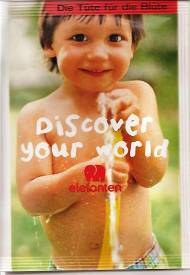 Die Tüte für die Blüte
Discover
your world
elefanten